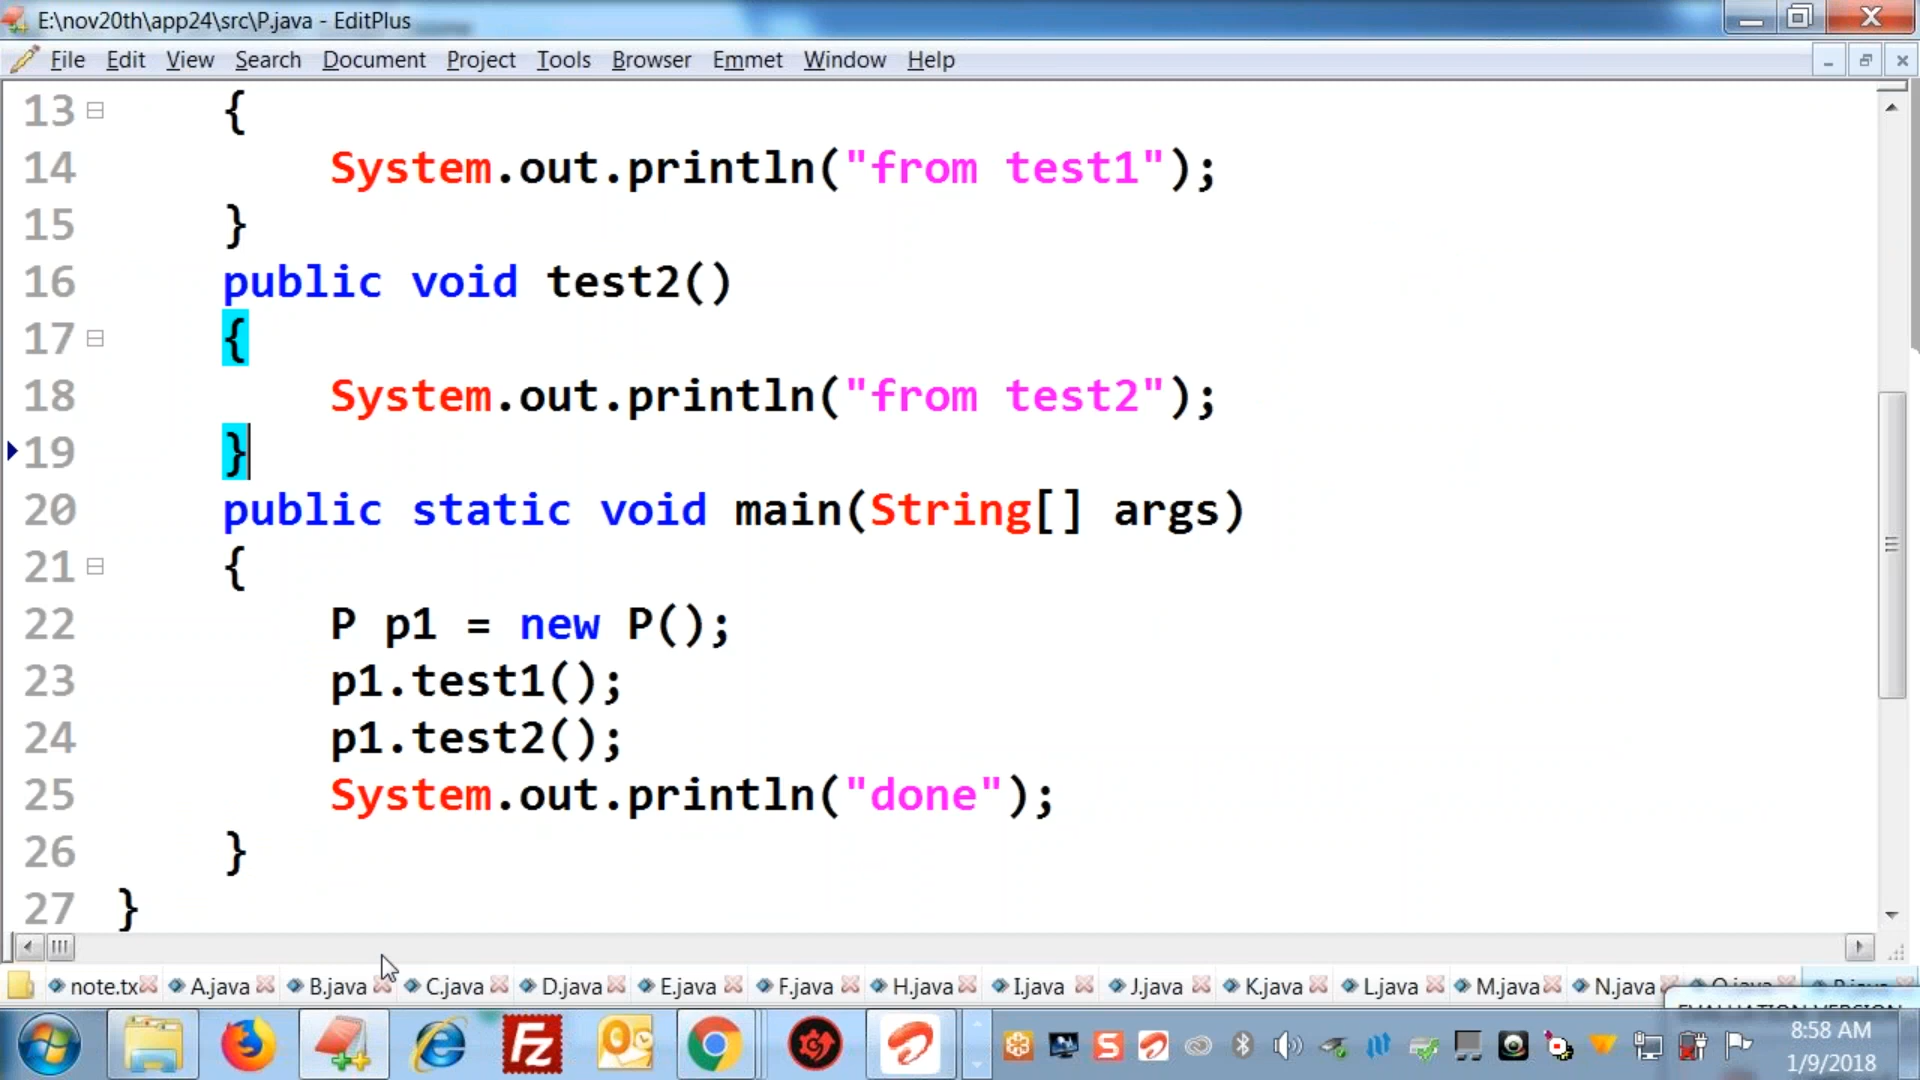 E:\nov20th\app24\src\P.java - EditPlus
File Edit View Search Document Project Tools Browser Emmet Window Help
13 {
14 System.out.println("from test1");
15 }
16 public void test2()
17 {
18 System.out.println("from test2");
19 }
20 public static void main(String[] args)
21 {
22 P p1 = new P();
23 p1.test1();
24 p1.test2();
25 System.out.println("done");
26 }
27 }
note.tx A.java B.java C.java D.java E.java F.java H.java I.java J.java K.java L.java M.java N.java
EVALUATION VERSION
8:58 AM
1/9/2018